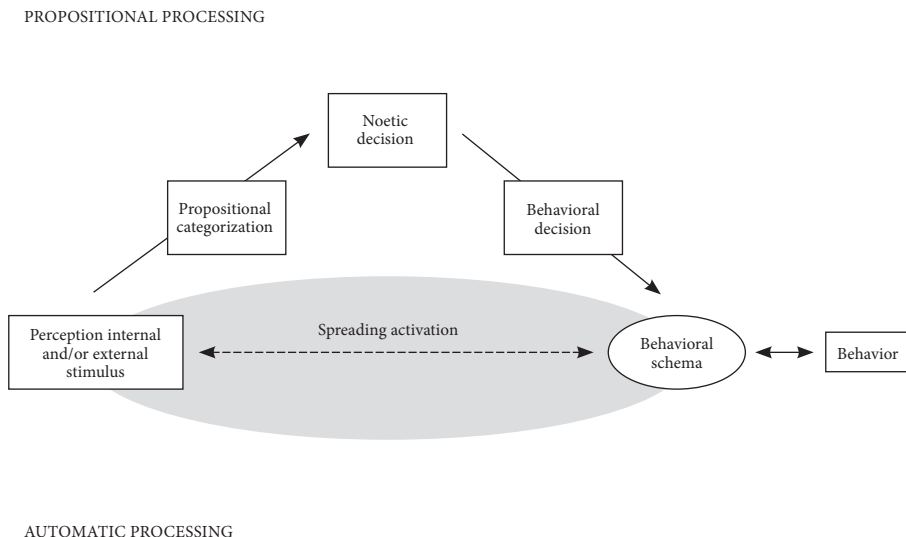 PROPOSITIONAL PROCESSING
Noetic
decision
Propositional
categorization
Behavioral
decision
Perception internal
and/or external
stimulus
Spreading activation
Behavioral
schema
Behavior
AUTOMATIC PROCESSING